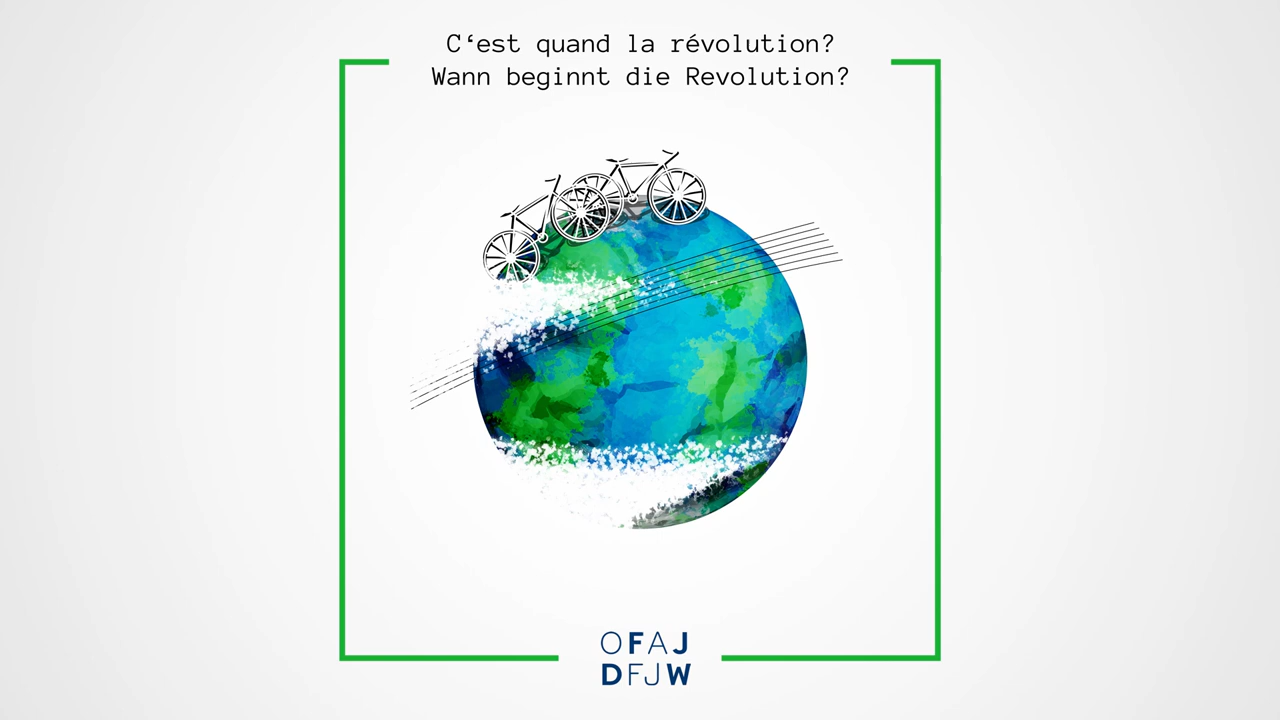 C‘est quand la révolution?
Wann beginnt die Revolution?
OFAJ
DFJW